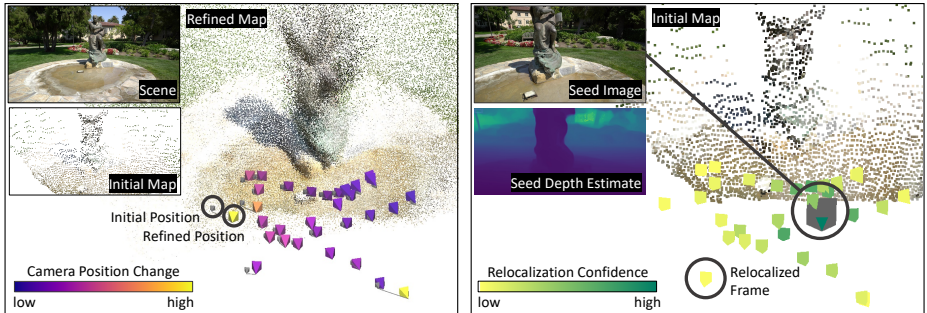 Refined Map
Scene
Initial Map
Initial Position
Refined Position
Camera Position Change
low
high
Initial Map
Seed Image
Seed Depth Estimate
Relocalization Confidence
low
high
Relocalized
Frame